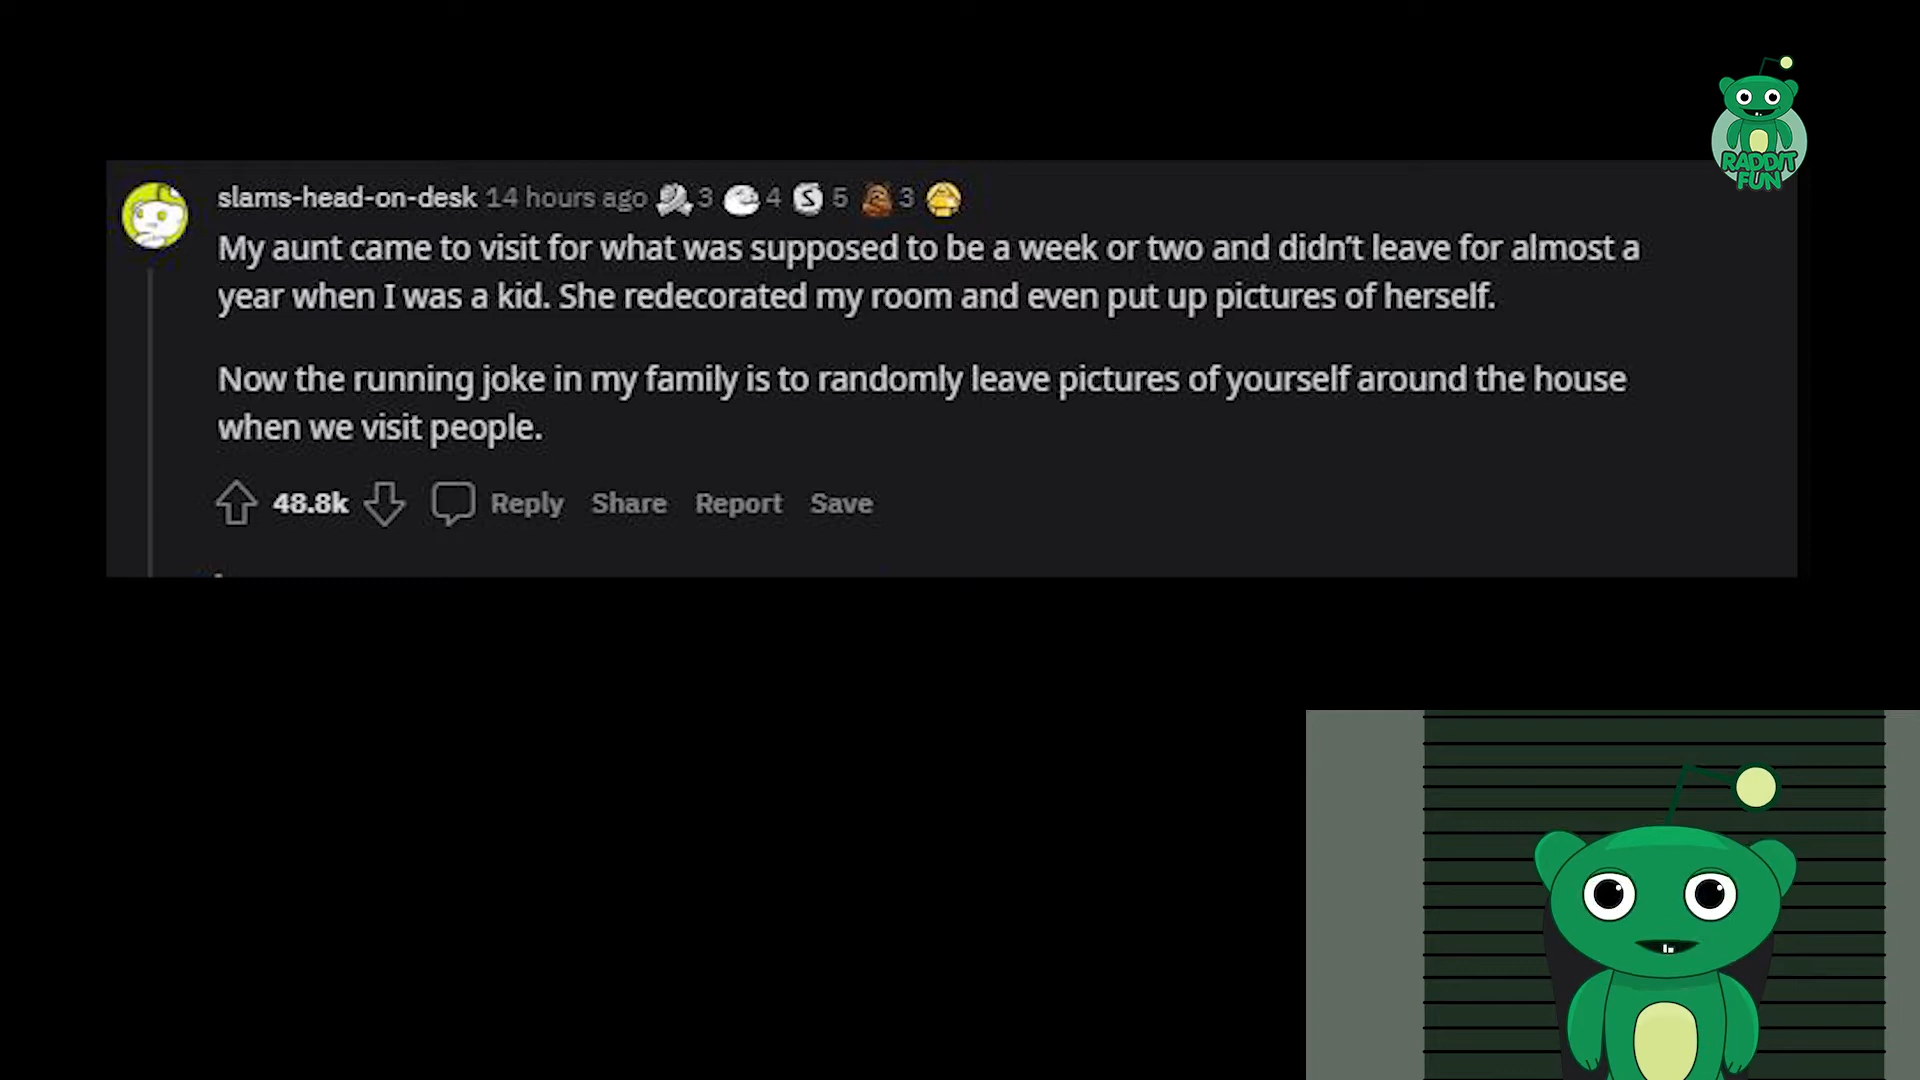 RADDIT
FUN
slams-head-on-desk 14 hours ago 3 4 S 5 3
My aunt came to visit for what was supposed to be a week or two and didn't leave for almost a
year when I was a kid. She redecorated my room and even put up pictures of herself.
Now the running joke in my family is to randomly leave pictures of yourself around the house
when we visit people.
48.8k Reply Share Report Save